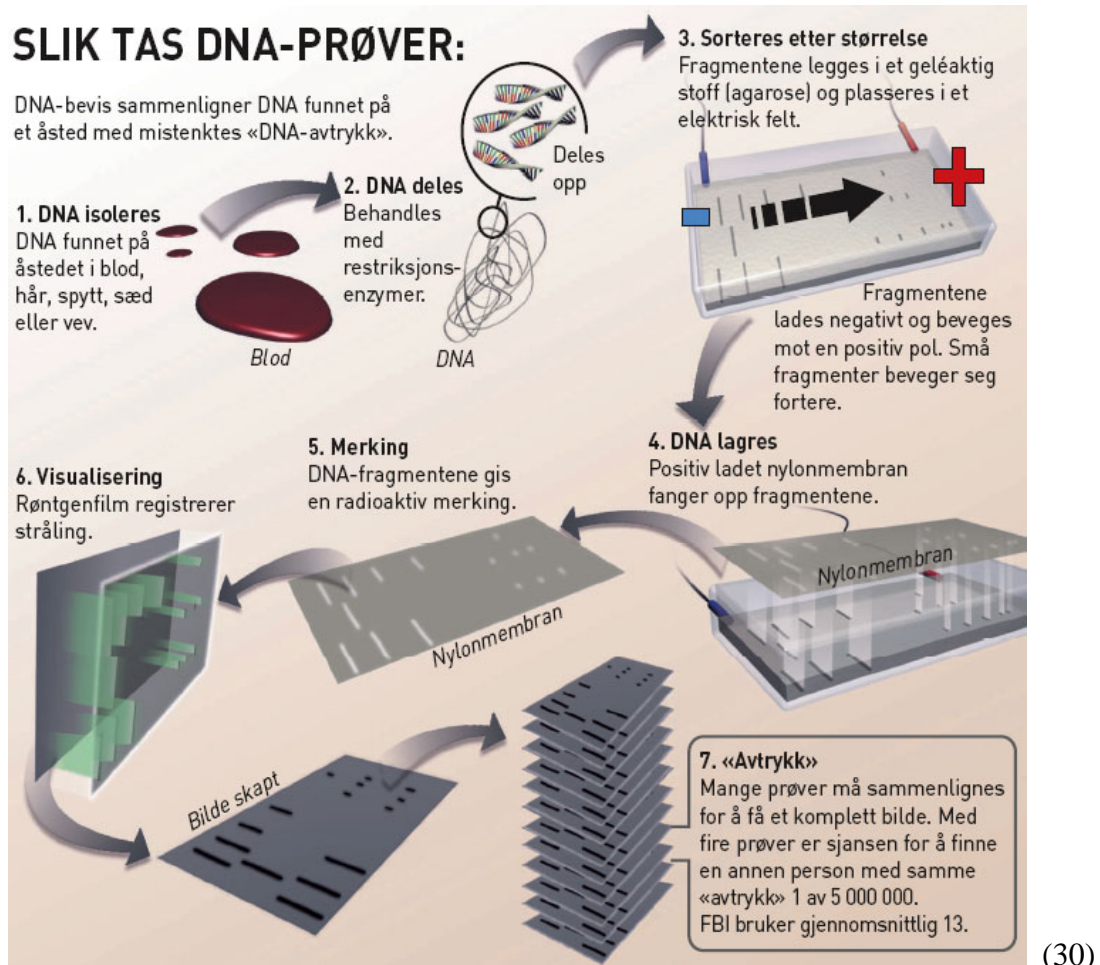 SLIK TAS DNA-PRØVER:
DNA-bevis sammenligner DNA funnet på
et åsted med mistenktes «DNA-avtrykk».
1. DNA isoleres
DNA funnet på
åstedet i blod,
hår, spytt, sæd
eller vev.
Blod
2. DNA deles
Behandles
med
restriksjons-
enzymer.
DNA
Deles
opp
3. Sorteres etter størrelse
Fragmentene legges i et geléaktig
stoff (agarose) og plasseres i et
elektrisk felt.
Fragmentene
lades negativt og beveges
mot en positiv pol. Små
fragmenter beveger seg
fortere.
4. DNA lagres
Positiv ladet nylonmembran
fanger opp fragmentene.
Nylonmembran
5. Merking
DNA-fragmentene gis
en radioaktiv merking.
Nylonmembran
6. Visualisering
Røntgenfilm registrerer
stråling.
Bilde skapt
7. «Avtrykk»
Mange prøver må sammenlignes
for å få et komplett bilde. Med
fire prøver er sjansen for å finne
en annen person med samme
«avtrykk» 1 av 5 000 000.
FBI bruker gjennomsnittlig 13.
(30)